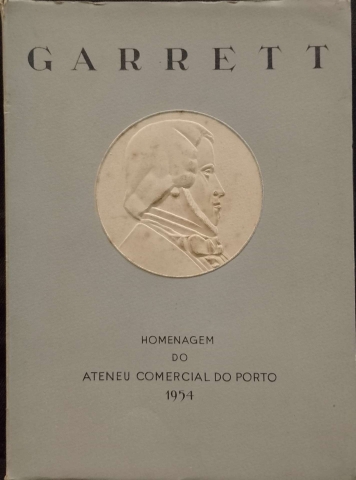 GARRETT
HOMENAGEM
DO
ATENEU COMERCIAL DO PORTO
1954